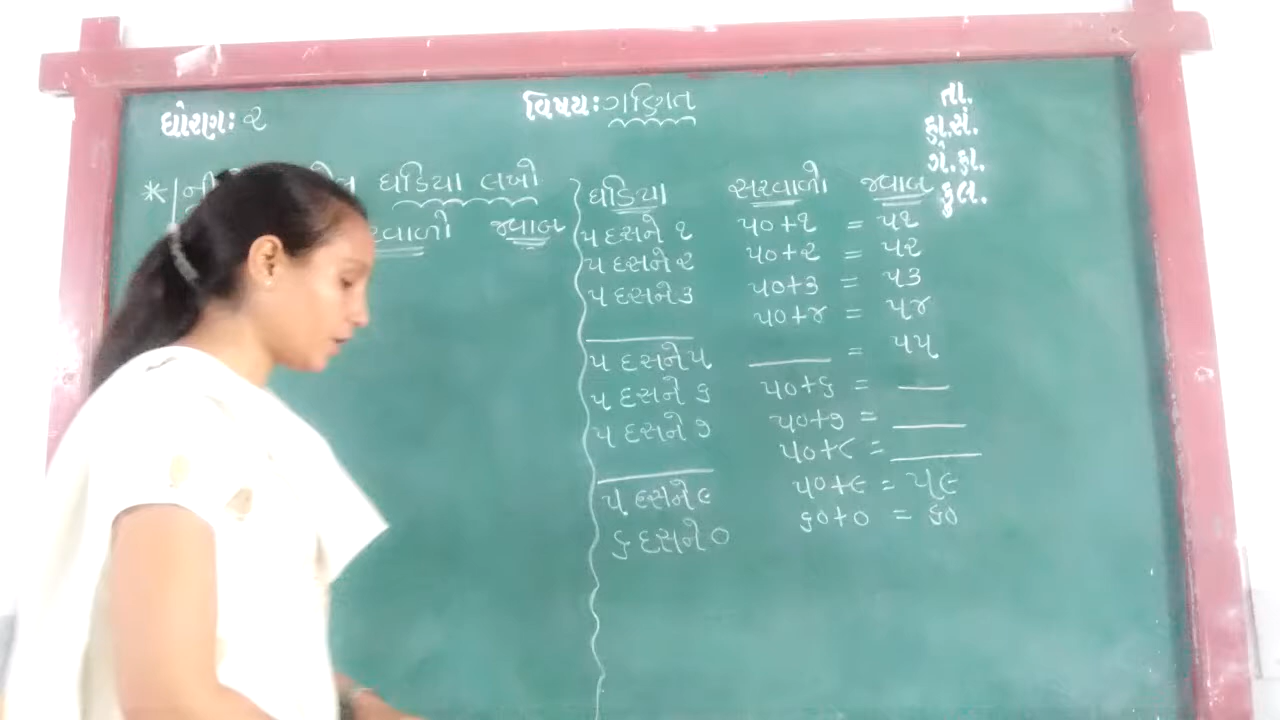 ધોરણ: ૨
વિષય: ગણિત
તા.
હા.સં.
ગે.હા.
કુલ.
* ઘડિયા લખો
જવાબ
ઘડિયા સરવાળો જવાબ
૫ દસને ૧ ૫૦+૧ = ૫૧
૫ દસને ૨ ૫૦+૨ = ૫૨
૫ દસને ૩ ૫૦+૩ = ૫૩
૫૦+૪ = ૫૪
૫ દસને ૫ = ૫૫
૫ દસને ૬ ૫૦+૬ =
૫ દસને ૭ ૫૦+૭ =
૫૦+૮ =
૫ દસને ૯ ૫૦+૯ = ૫૯
૬ દસને ૦ ૬૦+૦ = ૬૦